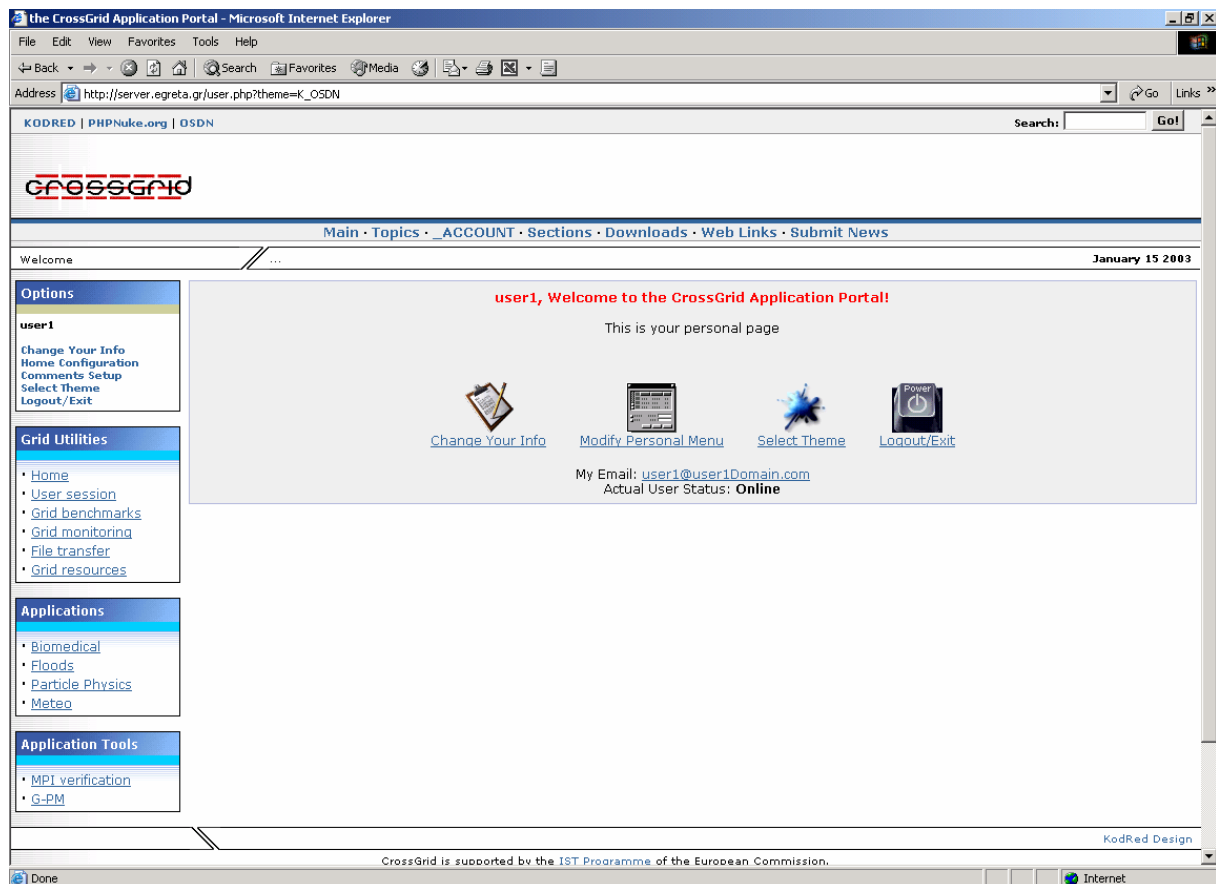 the CrossGrid Application Portal - Microsoft Internet Explorer
File Edit View Favorites Tools Help
Back Search Favorites Media
Address http://server.egreta.gr/user.php?theme=K_OSDN Go Links »
KODRED | PHPNuke.org | OSDN Search: Go!
crossgrid
Main · Topics · _ACCOUNT · Sections · Downloads · Web Links · Submit News
Welcome ... January 15 2003
Options
user1
Change Your Info
Home Configuration
Comments Setup
Select Theme
Logout/Exit
Grid Utilities
· Home
· User session
· Grid benchmarks
· Grid monitoring
· File transfer
· Grid resources
Applications
· Biomedical
· Floods
· Particle Physics
· Meteo
Application Tools
· MPI verification
· G-PM
user1, Welcome to the CrossGrid Application Portal!
This is your personal page
Power
Change Your Info Modify Personal Menu Select Theme Logout/Exit
My Email: user1@user1Domain.com
Actual User Status: Online
KodRed Design
CrossGrid is supported by the IST Programme of the European Commission.
Done Internet